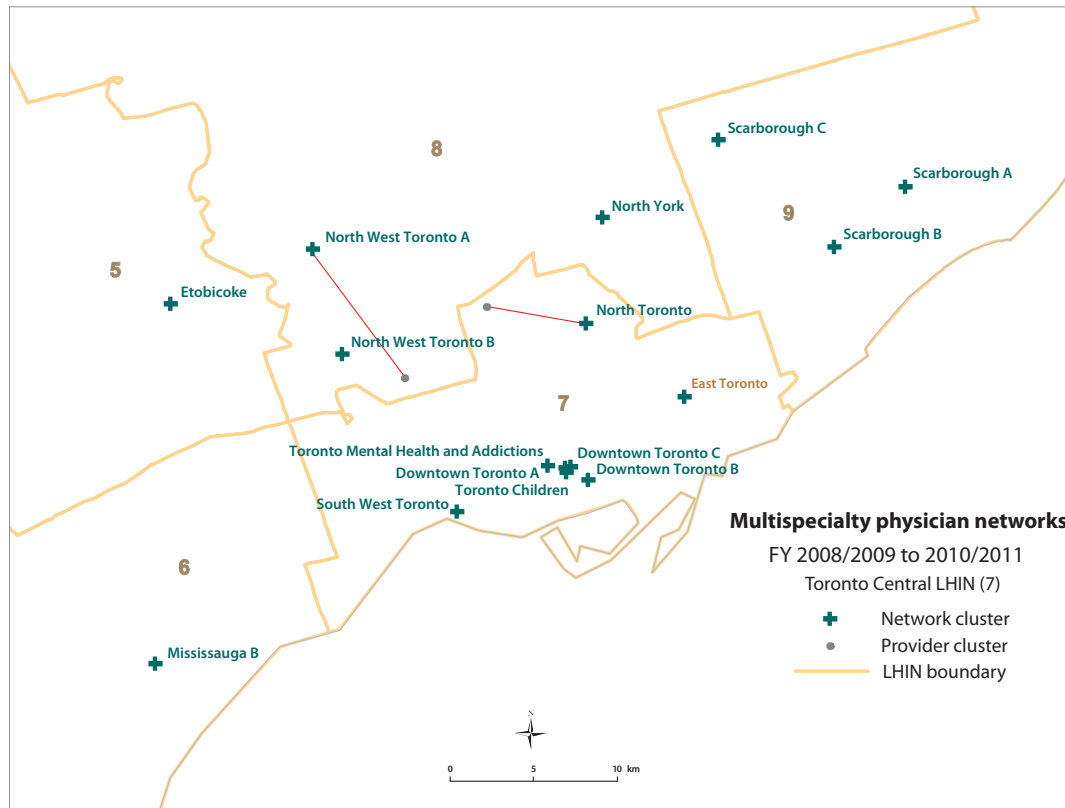 Scarborough C
8
Scarborough A
North York
9
North West Toronto A
Scarborough B
5
Etobicoke
North Toronto
North West Toronto B
East Toronto
7
Toronto Mental Health and Addictions
Downtown Toronto C
Downtown Toronto A
Downtown Toronto B
Toronto Children
South West Toronto
Multispecialty physician networks
FY 2008/2009 to 2010/2011
Toronto Central LHIN (7)
6
Network cluster
Provider cluster
Mississauga B
LHIN boundary
N
0 5 10 km